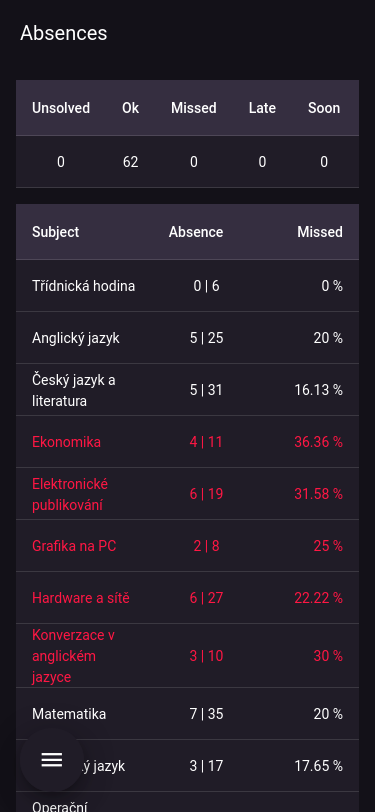 Absences
Unsolved Ok Missed Late Soon
0 62 0 0 0
Subject Absence Missed
Třídnická hodina 0 | 6 0 %
Anglický jazyk 5 | 25 20 %
Český jazyk a
literatura 5 | 31 16.13 %
Ekonomika 4 | 11 36.36 %
Elektronické
publikování 6 | 19 31.58 %
Grafika na PC 2 | 8 25 %
Hardware a sítě 6 | 27 22.22 %
Konverzace v
anglickém 3 | 10 30 %
jazyce
Matematika 7 | 35 20 %
jazyk 3 | 17 17.65 %
Operační